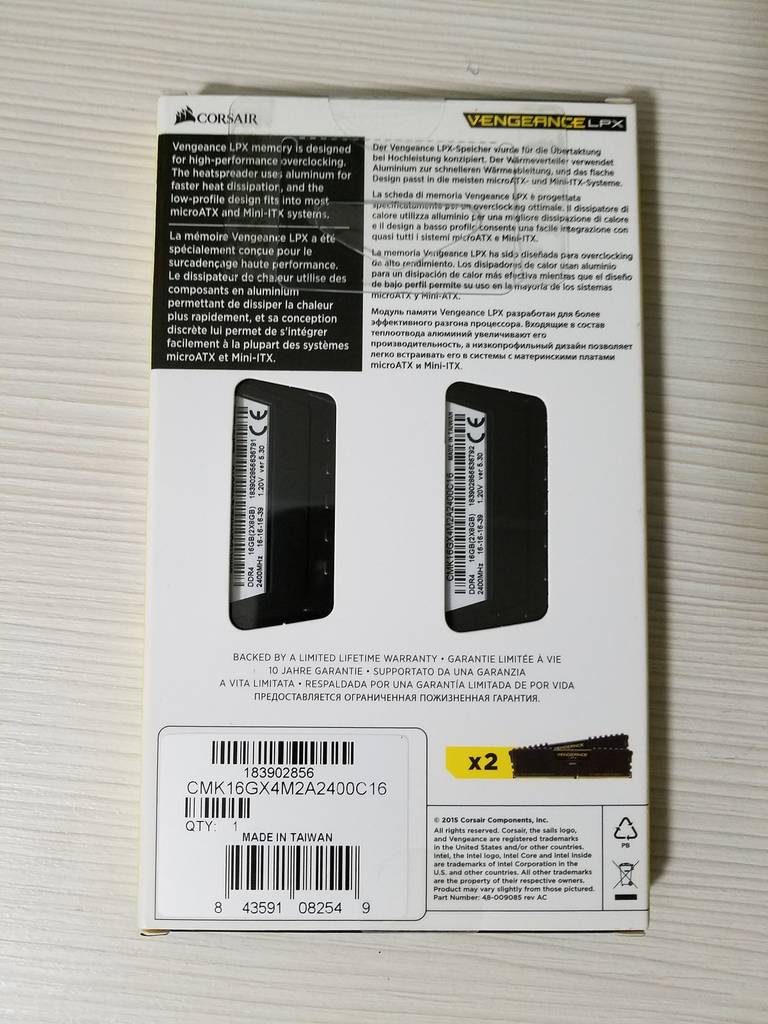 CORSAIR
VENGEANCE LPX
Vengeance LPX memory is designed
for high-performance overclocking.
The heatspreader uses aluminum for
faster heat dissipation, and the
low-profile design fits into most
microATX and Mini-ITX systems.
La mémoire Vengeance LPX a été
spécialement conçue pour le
surcadençage haute performance.
Le dissipateur de chaleur utilise des
composants en aluminium
permettant de dissiper la chaleur
plus rapidement, et sa conception
discrète lui permet de s'intégrer
facilement à la plupart des systèmes
microATX et Mini-ITX.
Der Vengeance LPX-Speicher wurde für die Übertaktung
bei Hochleistung konzipiert. Der Wärmeverteiler verwendet
Aluminium zur schnelleren Wärmeableitung, und das flache
Design passt in die meisten microATX- und Mini-ITX-Systeme.
La scheda di memoria Vengeance LPX è progettata
specificatamente per un overclocking ottimale. Il dissipatore di
calore utilizza alluminio per una migliore dissipazione di calore
e il design a basso profilo consente una facile integrazione con
quasi tutti i sistemi microATX e Mini-ITX.
La memoria Vengeance LPX ha sido diseñada para overclocking
de alto rendimiento. Los disipadores de calor usan aluminio
para un disipación de calor más efectiva mientras que el diseño
de bajo perfil permite su uso en la mayoría de los sistemas
microATX y Mini-ATX.
Модуль памяти Vengeance LPX разработан для более
эффективного разгона процессора. Входящие в состав
теплоотвода алюминий увеличивают его
производительность, а низкопрофильный дизайн позволяет
легко встраивать его в системы с материнскими платами
microATX и Mini-ITX.
DDR4 16GB(2X8GB) 183902856636791
2400MHz 16-16-16-39 1.20V ver 5.30
CE
CMK16GX4M2A2400C16 MADE IN TAIWAN
DDR4 16GB(2X8GB) 183902856636792
2400MHz 16-16-16-39 1.20V ver 5.30
CE
BACKED BY A LIMITED LIFETIME WARRANTY • GARANTIE LIMITÉE À VIE
10 JAHRE GARANTIE • SUPPORTATO DA UNA GARANZIA
A VITA LIMITATA • RESPALDADA POR UNA GARANTÍA LIMITADA DE POR VIDA
ПРЕДОСТАВЛЯЕТСЯ ОГРАНИЧЕННАЯ ПОЖИЗНЕННАЯ ГАРАНТИЯ.
183902856
CMK16GX4M2A2400C16
QTY: 1
MADE IN TAIWAN
8 43591 08254 9
x2
VENGEANCE
VENGEANCE
© 2015 Corsair Components, Inc.
All rights reserved. Corsair, the sails logo,
and Vengeance are registered trademarks
in the United States and/or other countries.
Intel, the Intel logo, Intel Core and Intel Inside
are trademarks of Intel Corporation in the
U.S. and other countries. All other trademarks
are the property of their respective owners.
Product may vary slightly from those pictured.
Part Number: 48-009085 rev AC
PB